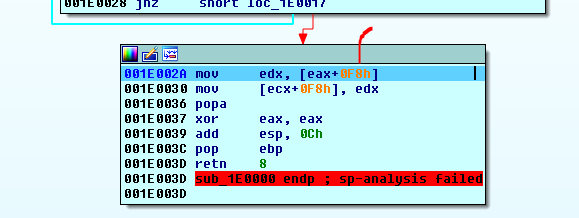 001E0028 jnz short loc_1E0017
001E002A mov edx, [eax+0F8h]
001E0030 mov [ecx+0F8h], edx
001E0036 popa
001E0037 xor eax, eax
001E0039 add esp, 0Ch
001E003C pop ebp
001E003D retn 8
001E003D sub_1E0000 endp ; sp-analysis failed
001E003D